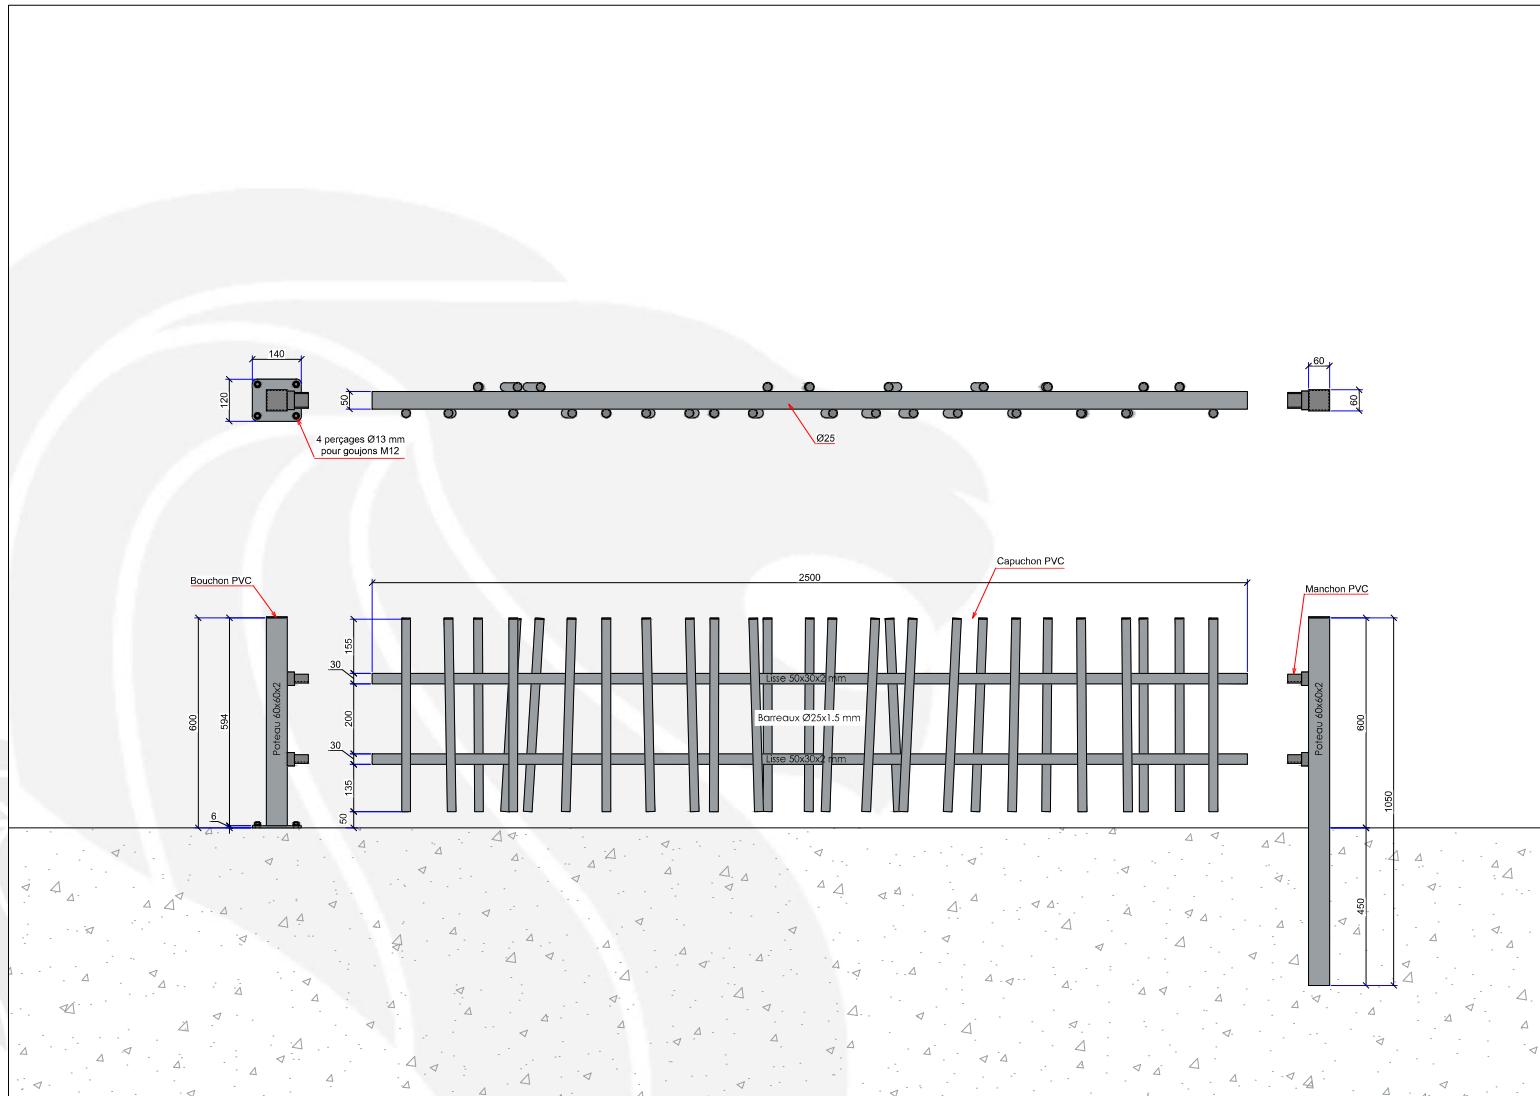 140
120
4 perçages Ø13 mm
pour goujons M12
50
Ø25
60
60
Bouchon PVC
2500
Capuchon PVC
Manchon PVC
600
594
6
Poteau 60x60x2
155
30
200
30
135
50
Lisse 50x30x2 mm
Barreaux Ø25x1.5 mm
Lisse 50x30x2 mm
Poteau 60x60x2
600
450
1050